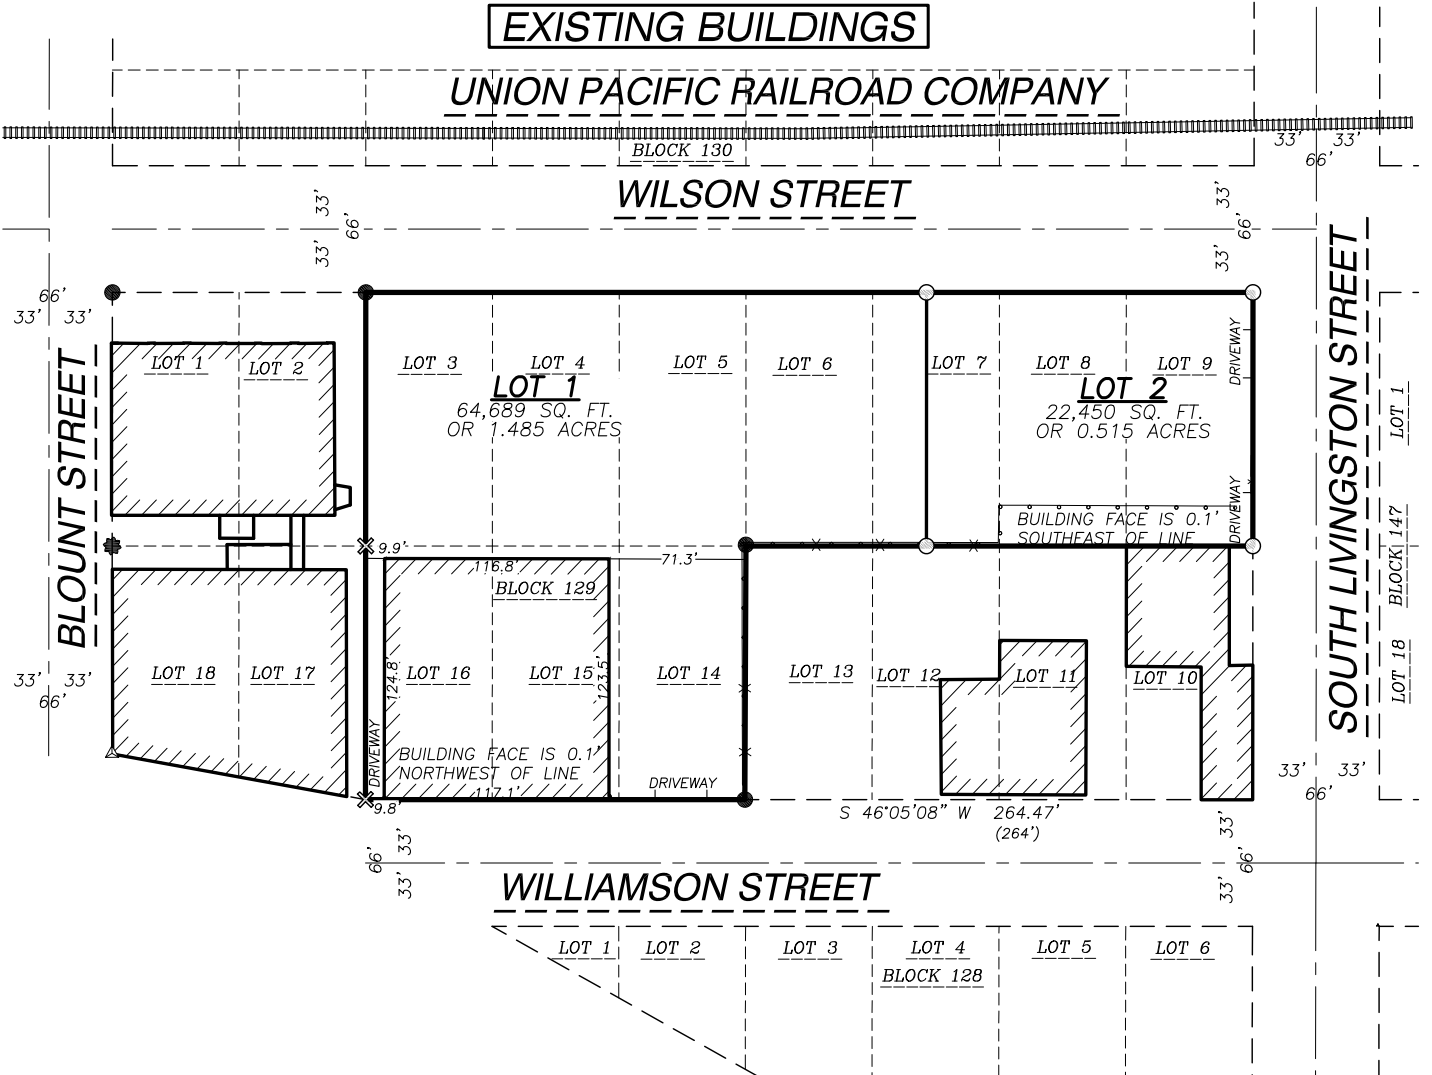 EXISTING BUILDINGS
UNION PACIFIC RAILROAD COMPANY
BLOCK 130
33' 33'
66'
WILSON STREET
33'
66'
33'
33'
66'
33'
66'
33' 33'
BLOUNT STREET
33' 33'
66'
LOT 1
LOT 2
LOT 3
LOT 4
LOT 5
LOT 6
LOT 7
LOT 8
LOT 9
LOT 1
64,689 SQ. FT.
OR 1.485 ACRES
LOT 2
22,450 SQ. FT.
OR 0.515 ACRES
DRIVEWAY
DRIVEWAY
BUILDING FACE IS 0.1'
SOUTHEAST OF LINE
SOUTH LIVINGSTON STREET
LOT 1
BLOCK 147
LOT 18
9.9'
116.8'
71.3'
BLOCK 129
LOT 18
LOT 17
LOT 16
LOT 15
LOT 14
LOT 13
LOT 12
LOT 11
LOT 10
124.8'
123.5'
DRIVEWAY
BUILDING FACE IS 0.1'
NORTHWEST OF LINE
117.1'
9.8'
DRIVEWAY
S 46°05'08" W 264.47'
(264')
33' 33'
66'
33'
66'
33'
33'
66'
33'
WILLIAMSON STREET
LOT 1
LOT 2
LOT 3
LOT 4
LOT 5
LOT 6
BLOCK 128